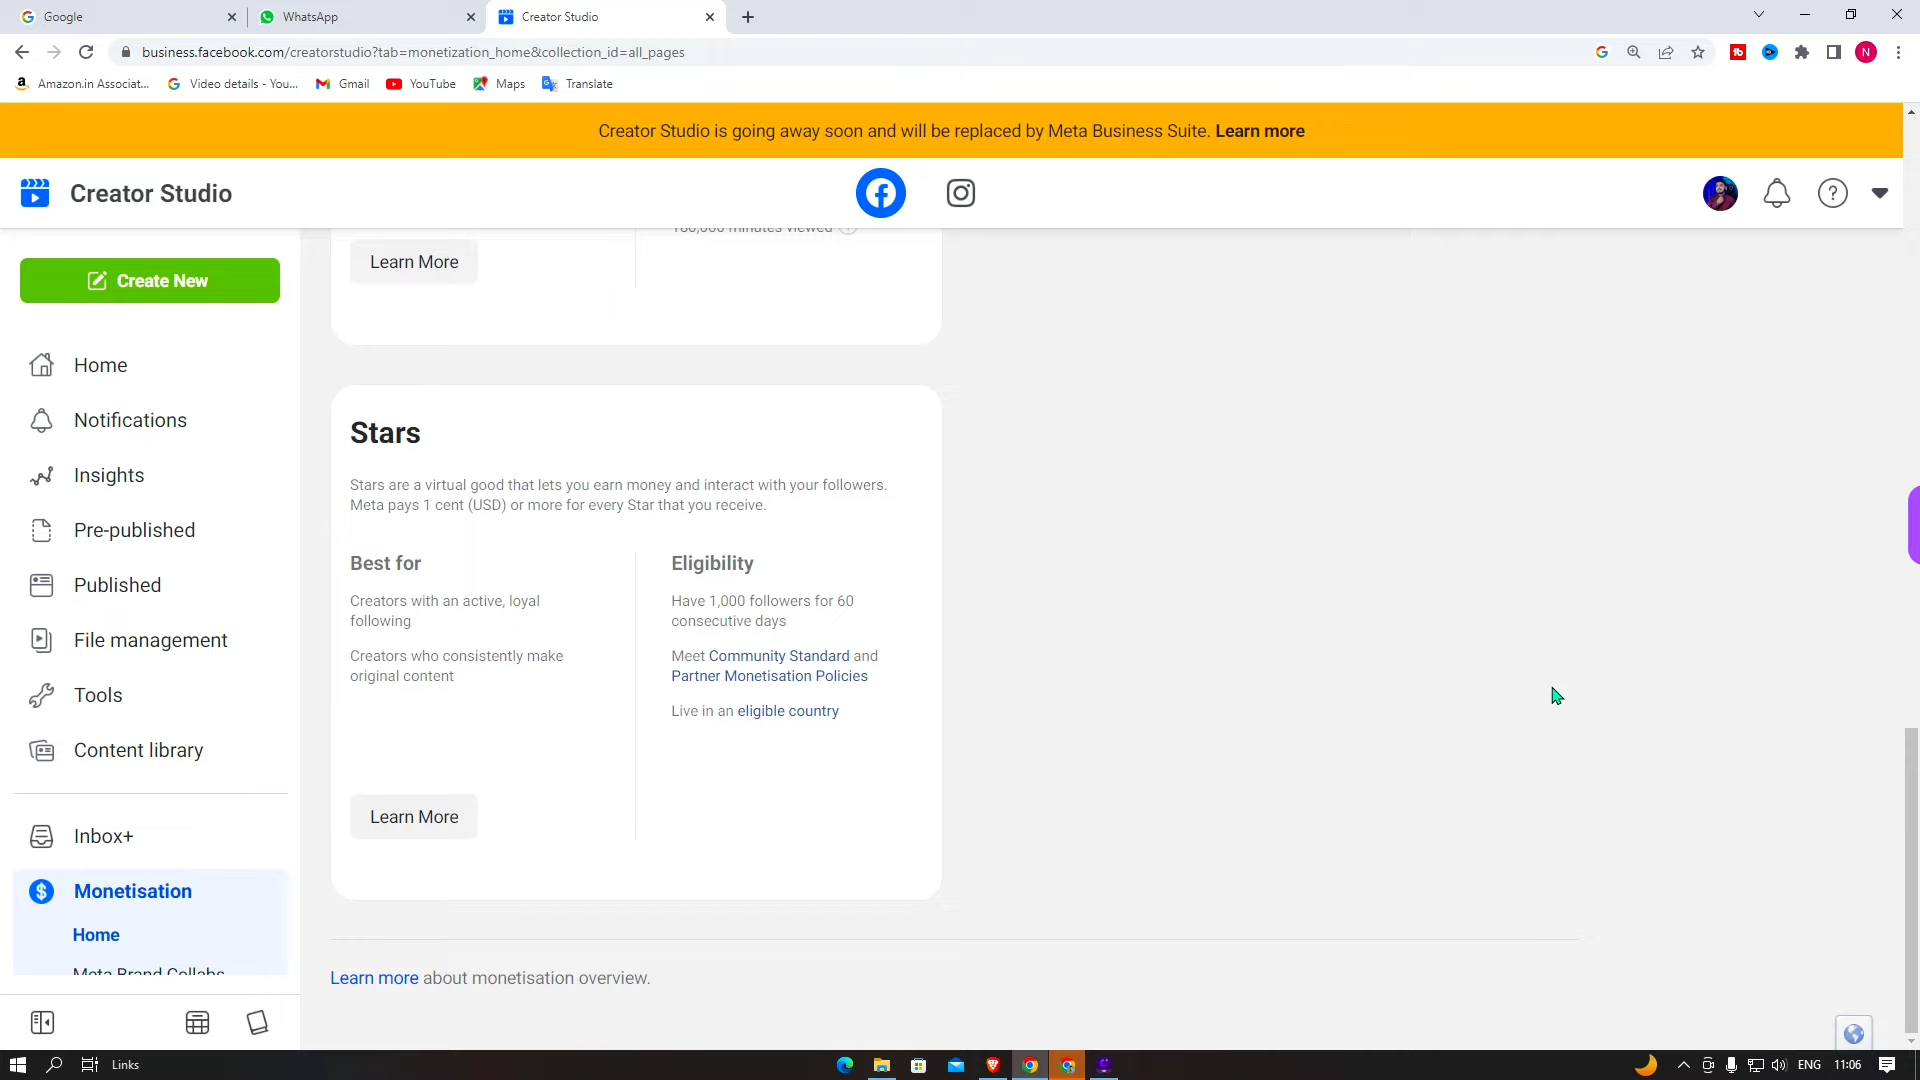 Google
WhatsApp
Creator Studio
business.facebook.com/creatorstudio?tab=monetization_home&collection_id=all_pages
N
Amazon.in Associat...
Video details - You...
Gmail
YouTube
Maps
Translate
Creator Studio is going away soon and will be replaced by Meta Business Suite. Learn more
Creator Studio
Create New
Home
Notifications
Insights
Pre-published
Published
File management
Tools
Content library
Inbox+
Monetisation
Home
Meta Brand Collabs
minutes viewed
Learn More
Stars
Stars are a virtual good that lets you earn money and interact with your followers.
Meta pays 1 cent (USD) or more for every Star that you receive.
Best for
Creators with an active, loyal
following
Creators who consistently make
original content
Eligibility
Have 1,000 followers for 60
consecutive days
Meet Community Standard and
Partner Monetisation Policies
Live in an eligible country
Learn More
Learn more about monetisation overview.
Links
ENG
11:06